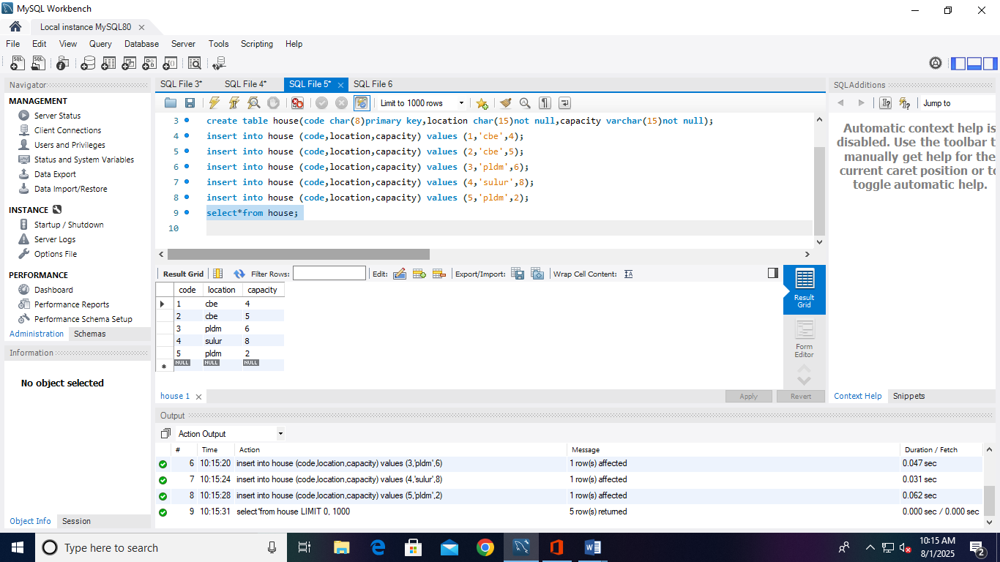 MySQL Workbench
Local instance MySQL80
File Edit View Query Database Server Tools Scripting Help
Navigator
MANAGEMENT
Server Status
Client Connections
Users and Privileges
Status and System Variables
Data Export
Data Import/Restore
INSTANCE
Startup / Shutdown
Server Logs
Options File
PERFORMANCE
Dashboard
Performance Reports
Performance Schema Setup
Administration Schemas
Information
No object selected
Object Info Session
SQL File 3* SQL File 4* SQL File 5* SQL File 6
Limit to 1000 rows
3 create table house(code char(8)primary key,location char(15)not null,capacity varchar(15)not null);
4 insert into house (code,location,capacity) values (1,'cbe',4);
5 insert into house (code,location,capacity) values (2,'cbe',5);
6 insert into house (code,location,capacity) values (3,'pldm',6);
7 insert into house (code,location,capacity) values (4,'sulur',8);
8 insert into house (code,location,capacity) values (5,'pldm',2);
9 select*from house;
10
Result Grid Filter Rows: Edit: Export/Import: Wrap Cell Content: IA
code location capacity
1 cbe 4
2 cbe 5
3 pldm 6
4 sulur 8
5 pldm 2
NULL NULL NULL
Result
Grid
Form
Editor
house 1 Apply Revert
SQLAdditions
Jump to
Automatic context help is
disabled. Use the toolbar t
manually get help for the
current caret position or to
toggle automatic help.
Context Help Snippets
Output
Action Output
# Time Action Message Duration / Fetch
6 10:15:20 insert into house (code,location,capacity) values (3,'pldm',6) 1 row(s) affected 0.047 sec
7 10:15:24 insert into house (code,location,capacity) values (4,'sulur',8) 1 row(s) affected 0.031 sec
8 10:15:28 insert into house (code,location,capacity) values (5,'pldm',2) 1 row(s) affected 0.062 sec
9 10:15:31 select*from house LIMIT 0, 1000 5 row(s) returned 0.000 sec / 0.000 sec
Type here to search
10:15 AM
8/1/2025
2